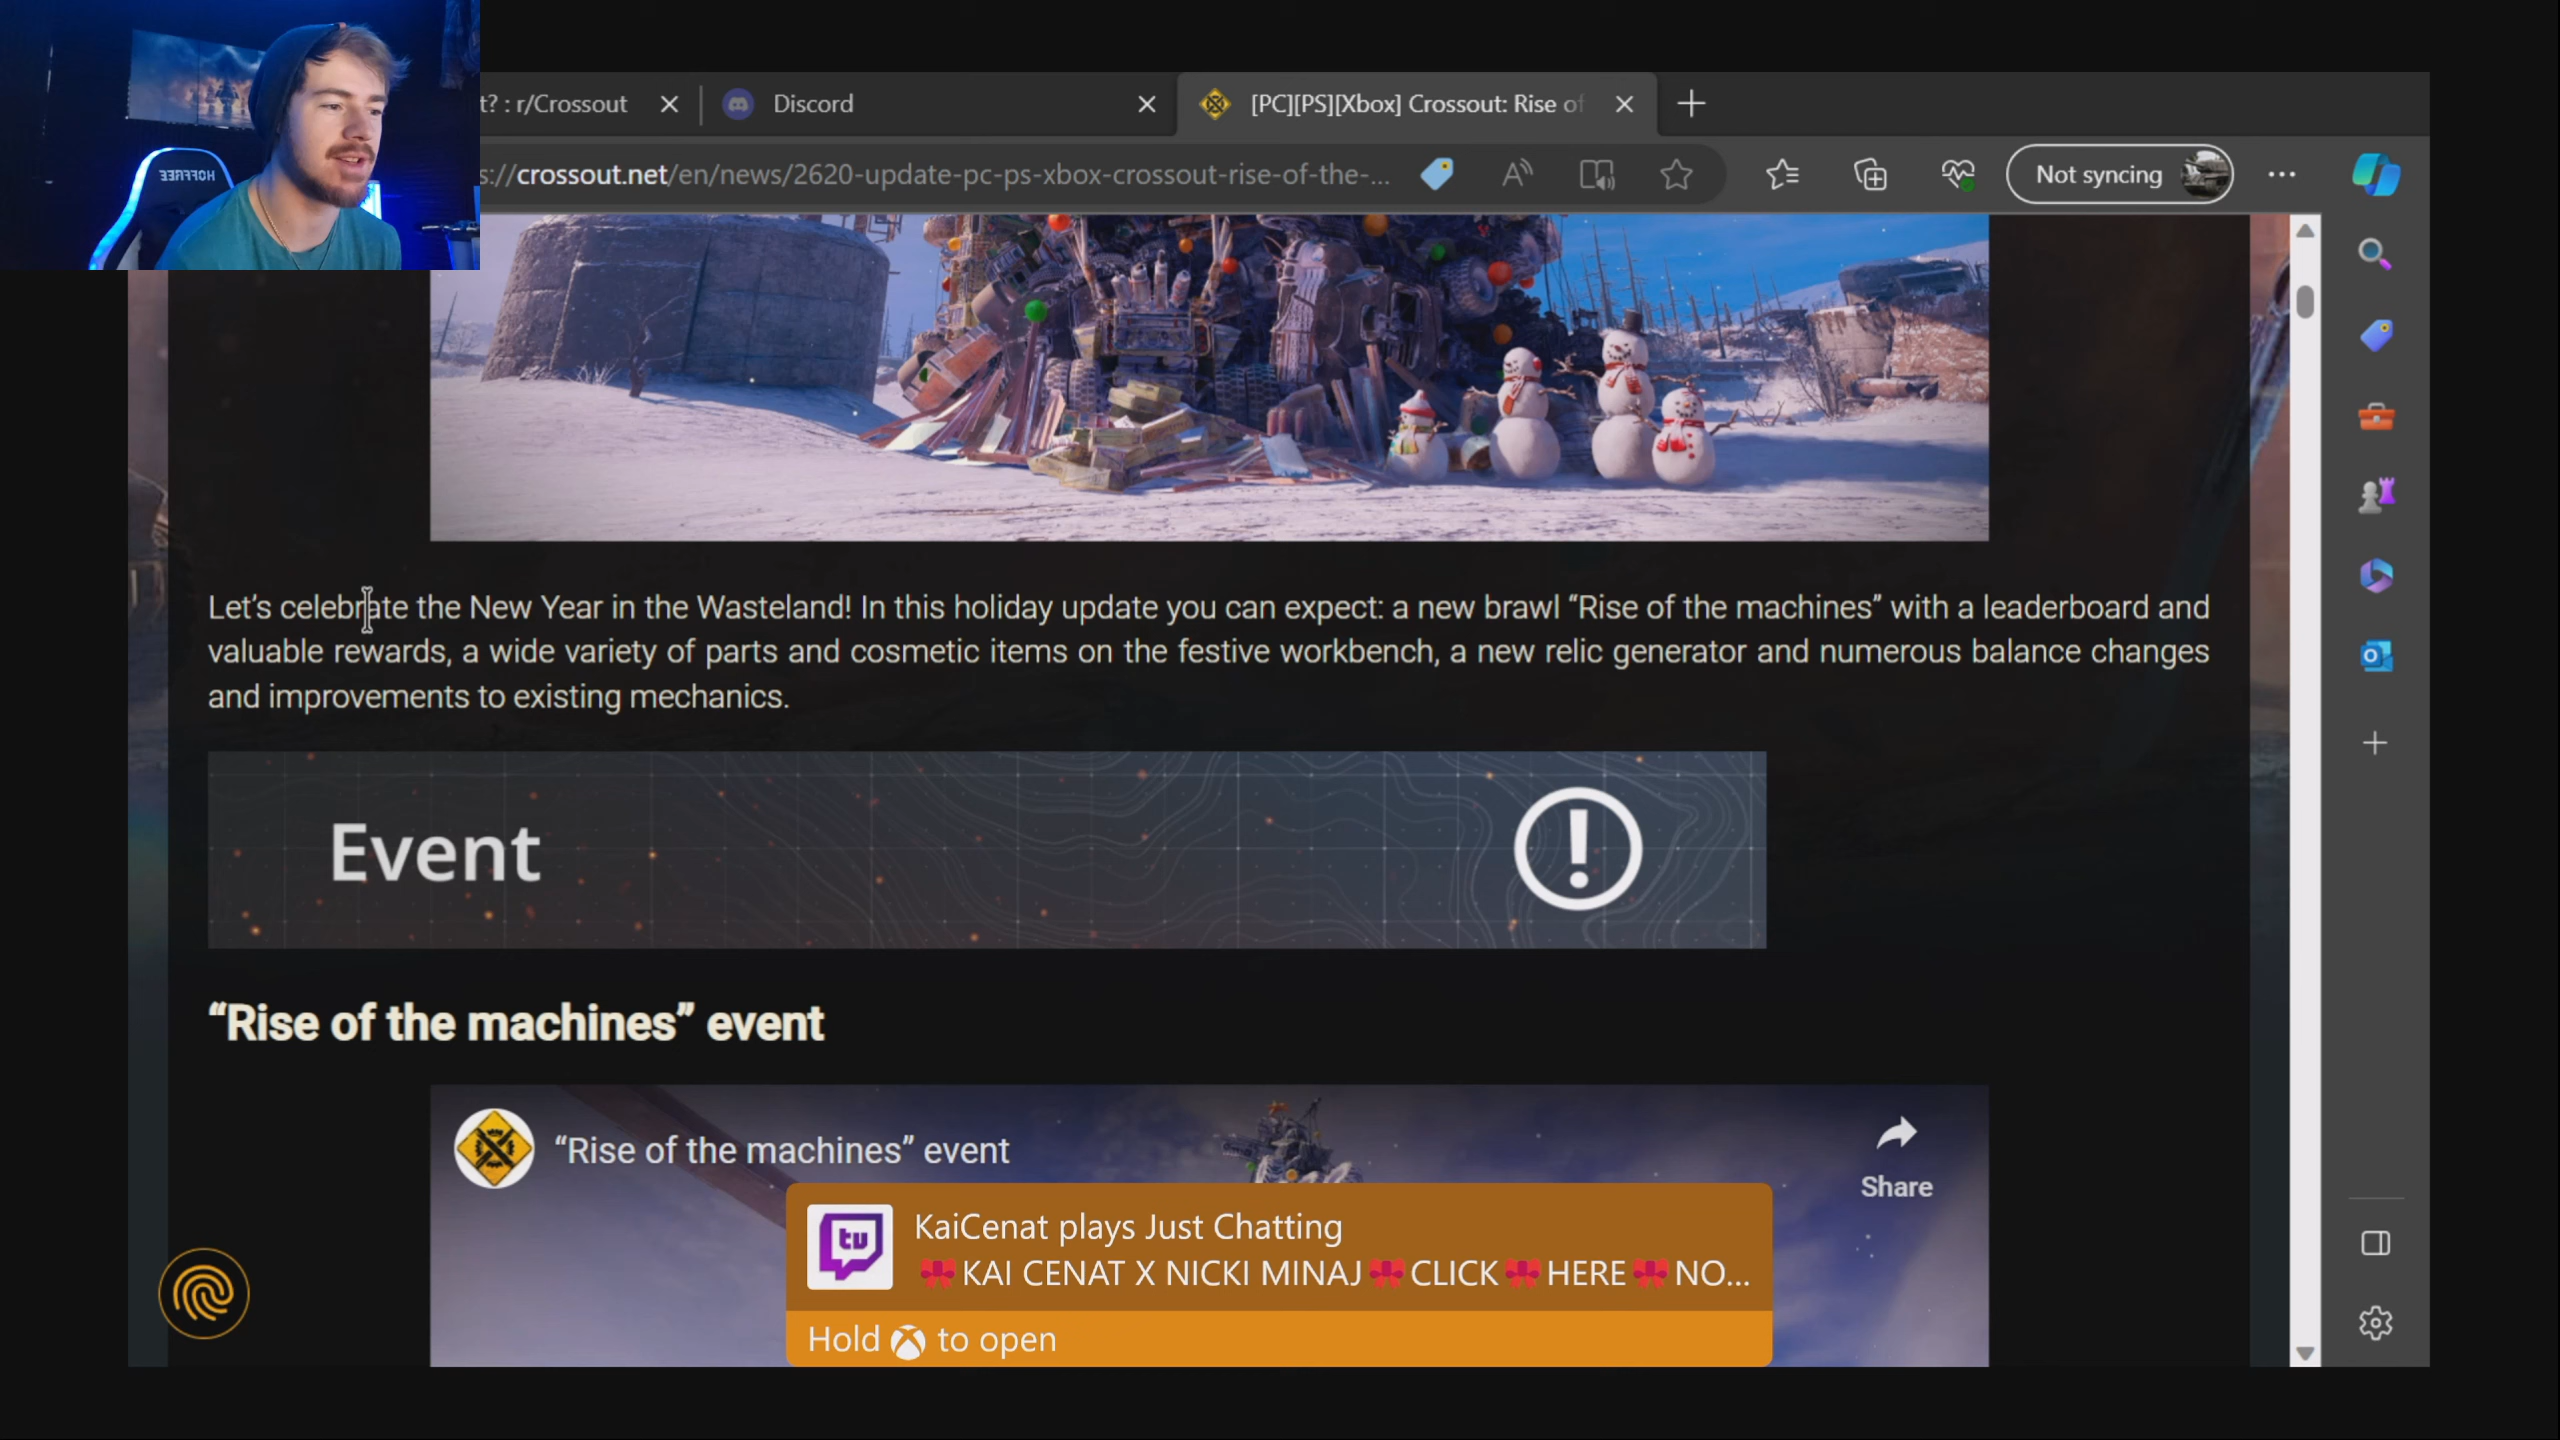 t? : r/Crossout
Discord
[PC][PS][Xbox] Crossout: Rise of
s://crossout.net/en/news/2620-update-pc-ps-xbox-crossout-rise-of-the-...
Not syncing
HOFFREE
Let's celebrate the New Year in the Wasteland! In this holiday update you can expect: a new brawl “Rise of the machines” with a leaderboard and
valuable rewards, a wide variety of parts and cosmetic items on the festive workbench, a new relic generator and numerous balance changes
and improvements to existing mechanics.
Event
“Rise of the machines” event
“Rise of the machines” event
Share
KaiCenat plays Just Chatting
🎀KAI CENAT X NICKI MINAJ🎀CLICK🎀HERE🎀NO...
Hold to open